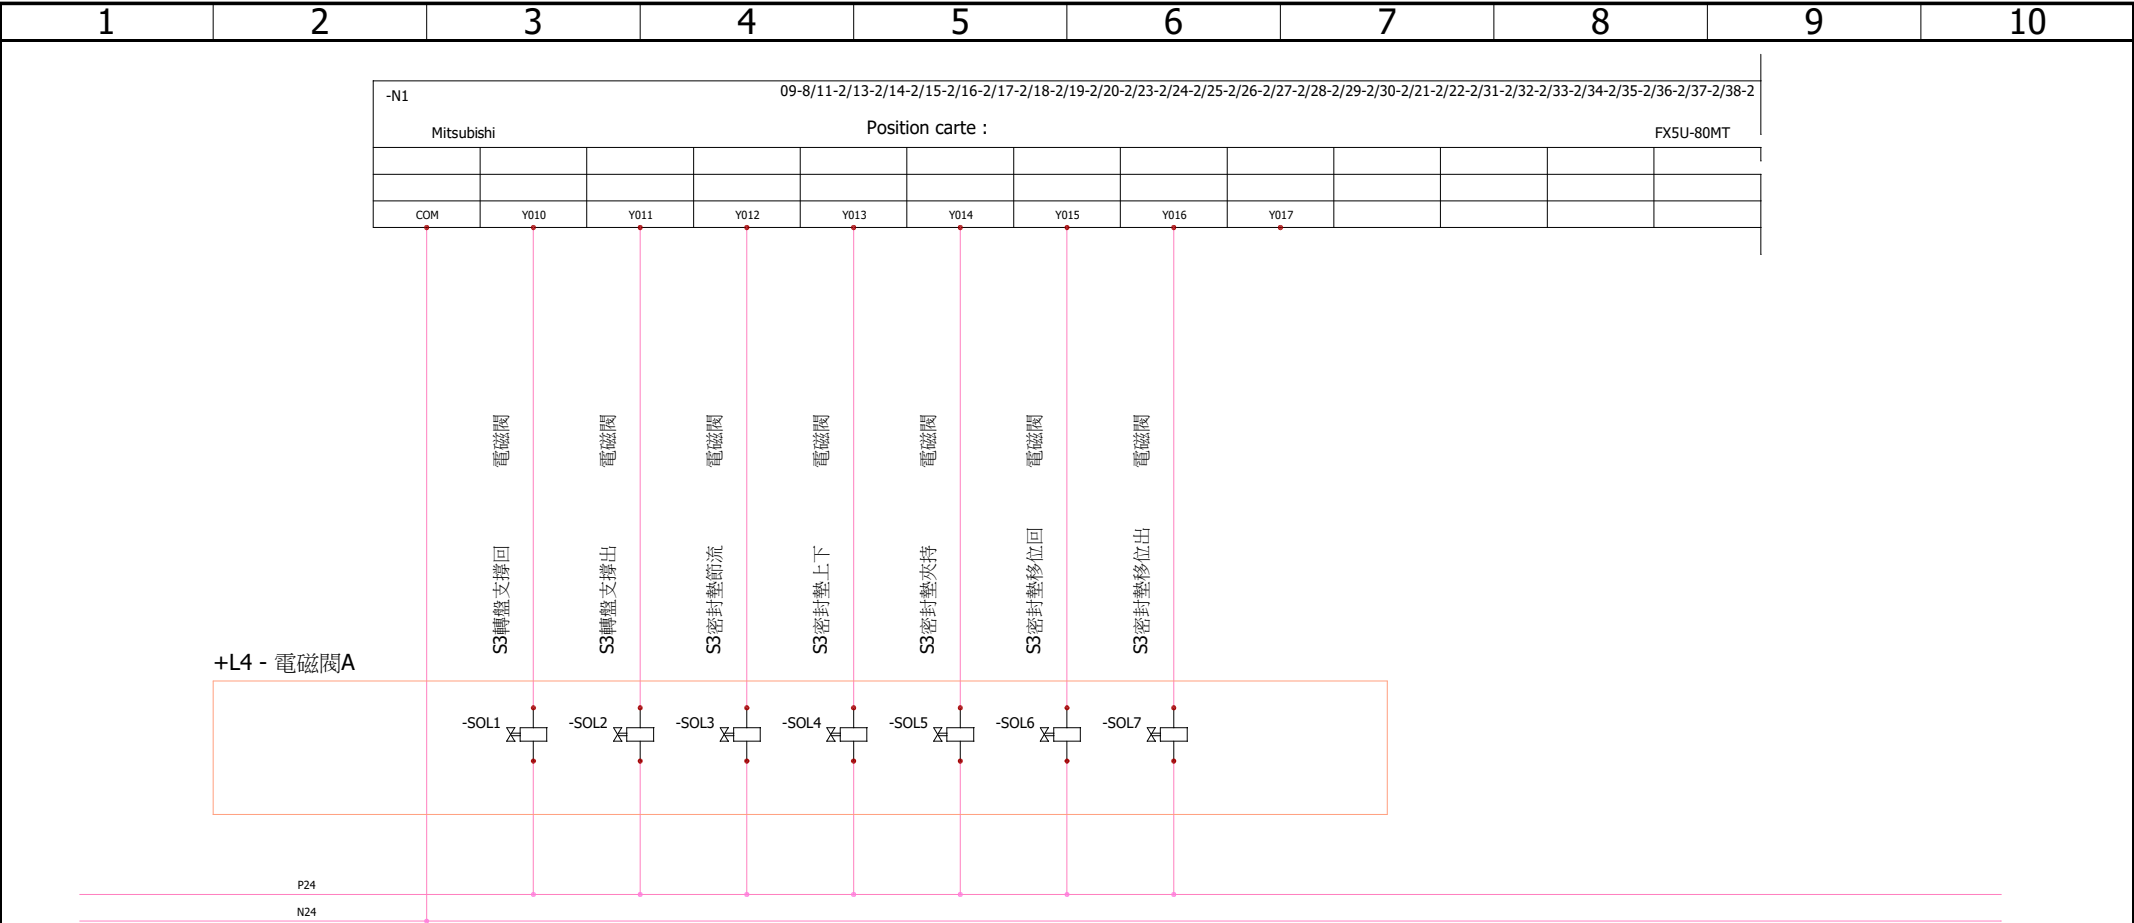 1 2 3 4 5 6 7 8 9 10
-N1 09-8/11-2/13-2/14-2/15-2/16-2/17-2/18-2/19-2/20-2/23-2/24-2/25-2/26-2/27-2/28-2/29-2/30-2/21-2/22-2/31-2/32-2/33-2/34-2/35-2/36-2/37-2/38-2
Mitsubishi Position carte : FX5U-80MT
COM Y010 Y011 Y012 Y013 Y014 Y015 Y016 Y017
S3轉盤支撐回 電磁閥
S3轉盤支撐出 電磁閥
S3密封墊節流 電磁閥
S3密封墊上下 電磁閥
S3密封墊夾持 電磁閥
S3密封墊移位回 電磁閥
S3密封墊移位出 電磁閥
+L4 - 電磁閥A
-SOL1 -SOL2 -SOL3 -SOL4 -SOL5 -SOL6 -SOL7
P24
N24